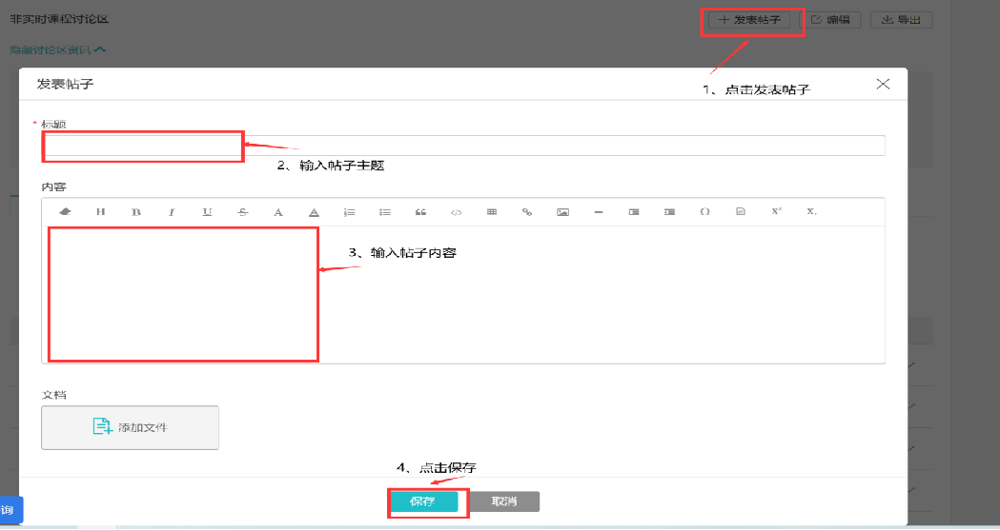 非实时课程讨论区
发表帖子 编辑 导出
隐藏讨论区资讯
发表帖子
1、点击发表帖子
* 标题
2、输入帖子主题
内容
H B I U S A A X² X₂
3、输入帖子内容
文档
添加文件
4、点击保存
保存 取消
询